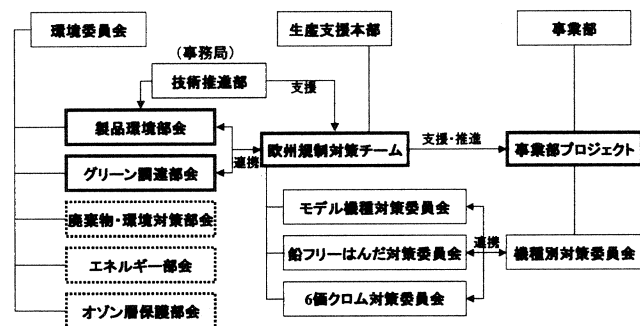 環境委員会
生産支援本部
事業部
(事務局)
技術推進部
支援
製品環境部会
連携
欧州規制対策チーム
支援・推進
事業部プロジェクト
グリーン調達部会
モデル機種対策委員会
廃棄物・環境対策部会
鉛フリーはんだ対策委員会
連携
機種別対策委員会
エネルギー部会
6価クロム対策委員会
オゾン層保護部会